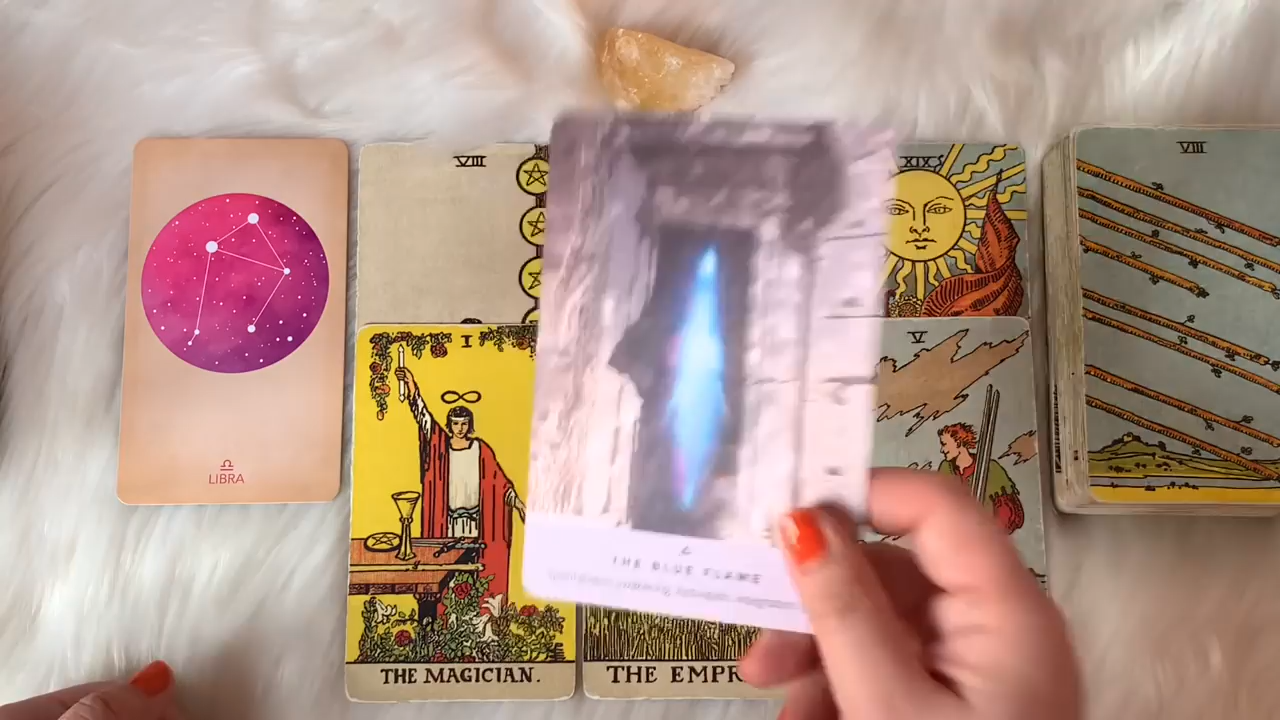 VIII
XIX
VIII
I
V
LIBRA
THE BLUE FLAME
THE MAGICIAN.
THE EMPR